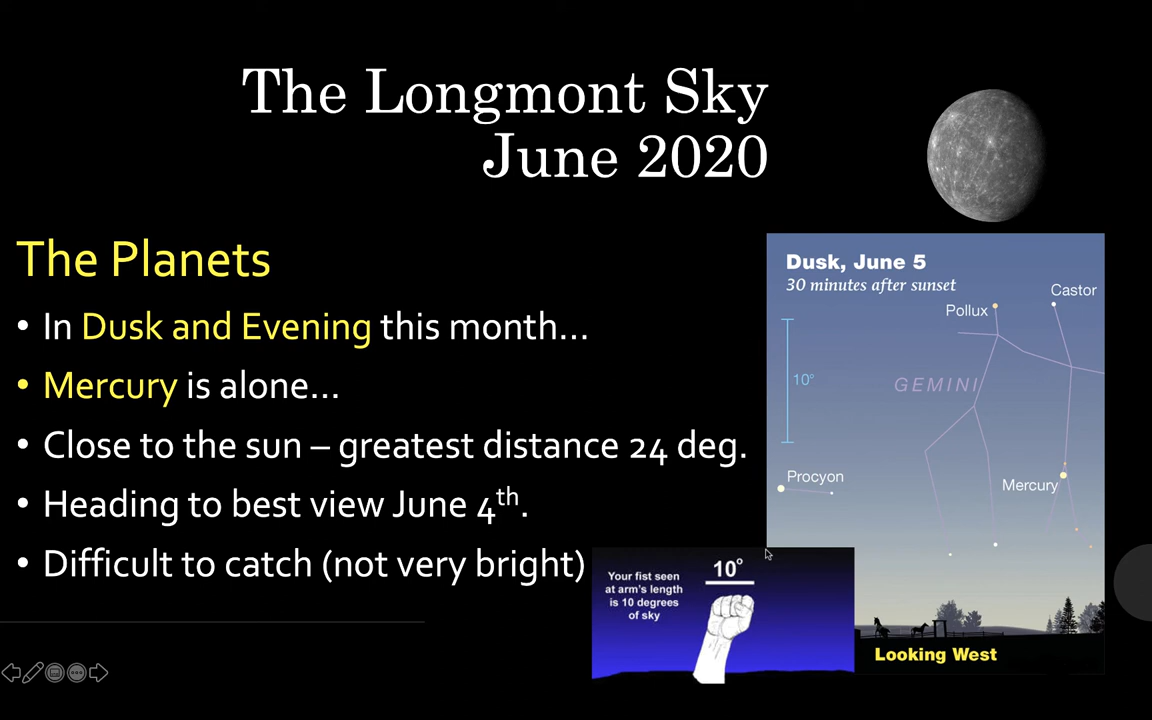 The Longmont Sky
June 2020
The Planets
• In Dusk and Evening this month...
• Mercury is alone...
• Close to the sun – greatest distance 24 deg.
• Heading to best view June 4th.
• Difficult to catch (not very bright)
Dusk, June 5
30 minutes after sunset
Castor
Pollux
10°
GEMINI
Procyon
Mercury
Looking West
Your fist seen
at arm's length
is 10 degrees
of sky
10°